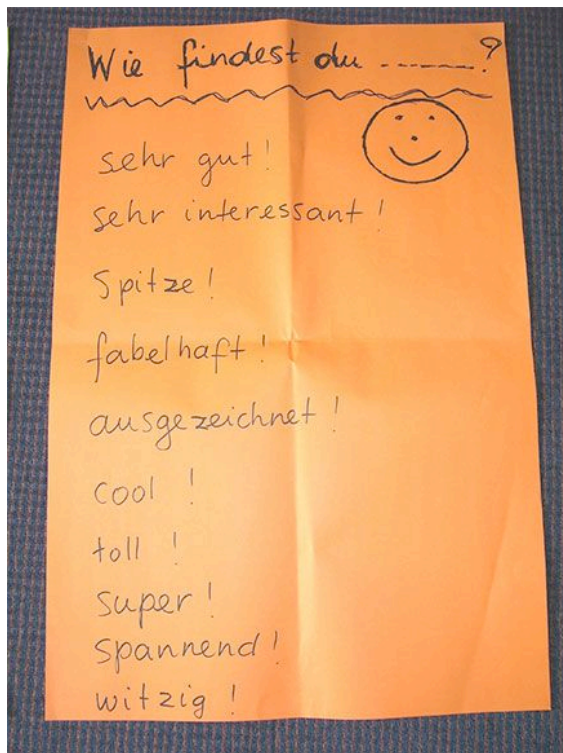 Wie findest du ------?
sehr gut!
sehr interessant!
Spitze!
fabelhaft!
ausgezeichnet!
cool!
toll!
super!
spannend!
witzig!